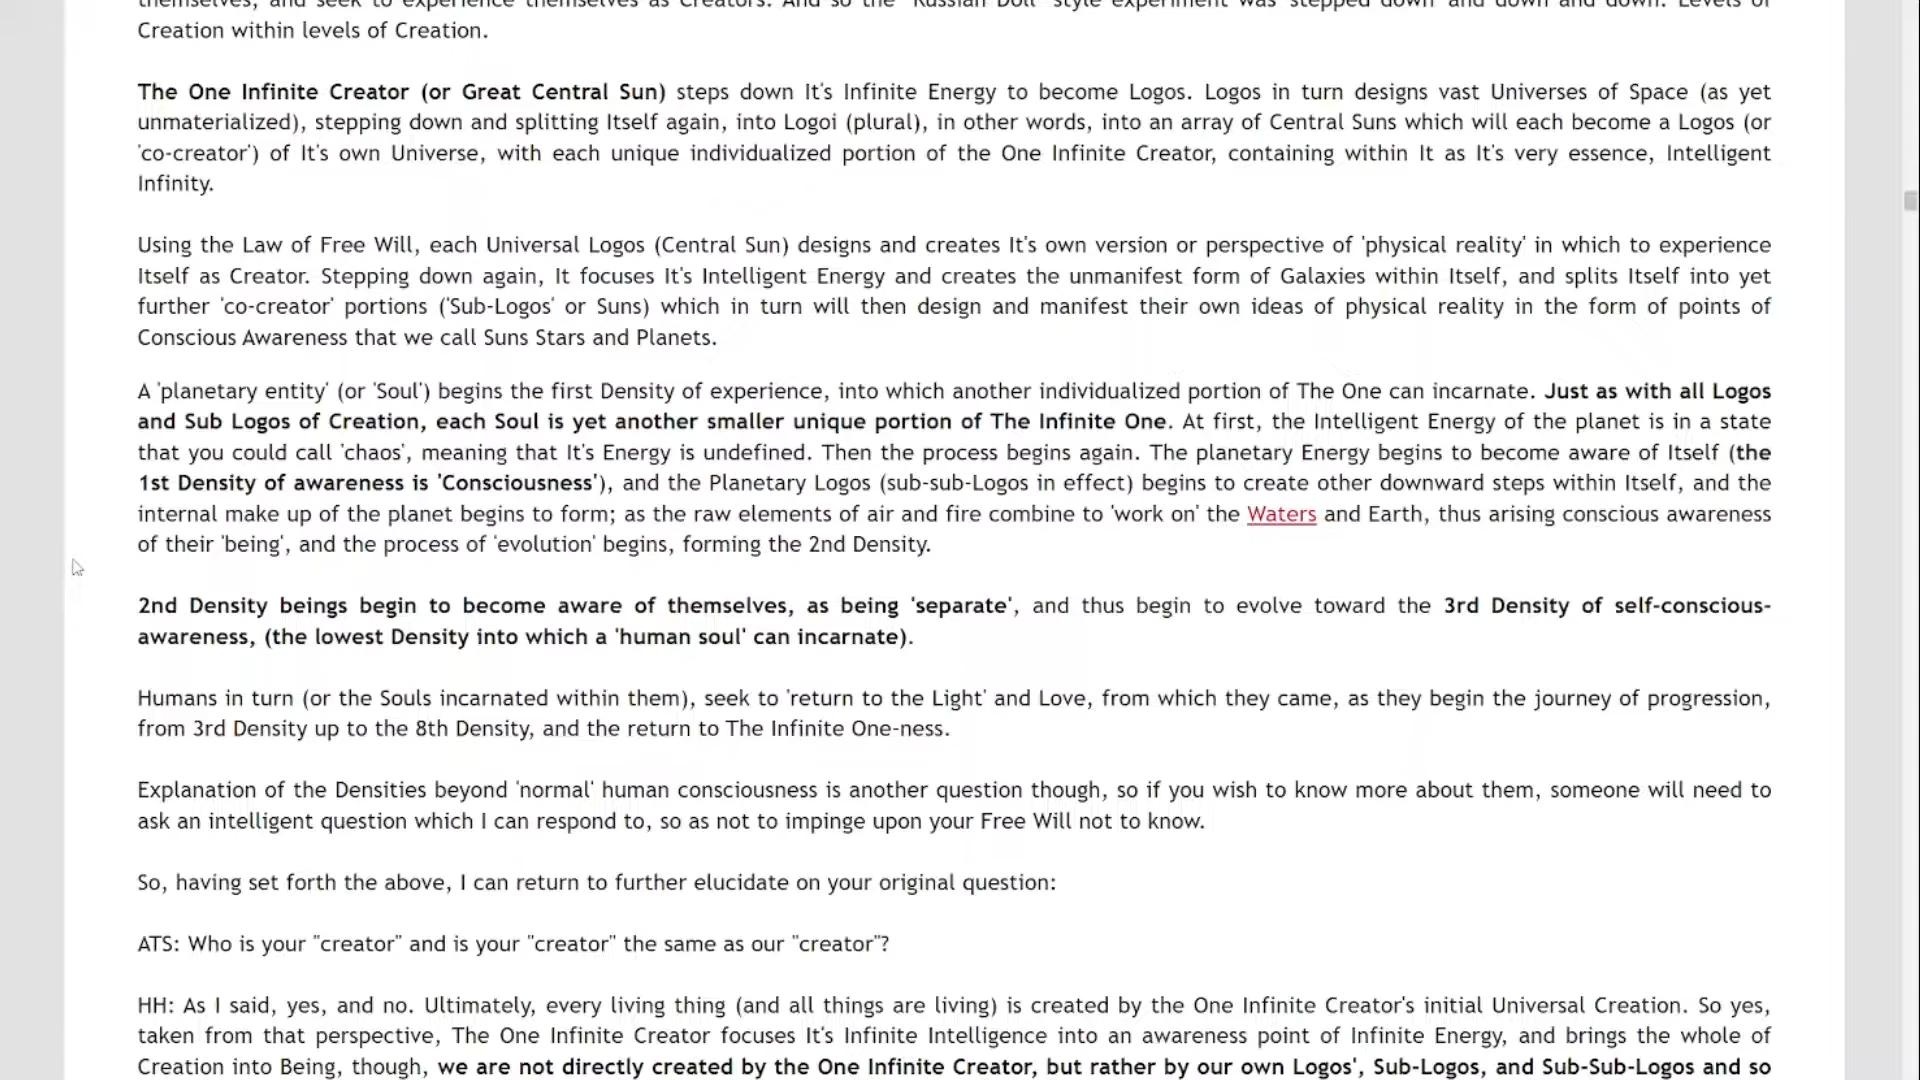 themselves, and seek to experience themselves as Creators. And so the 'Russian Doll' style experiment was stepped down and down and down. Levels of
Creation within levels of Creation.
The One Infinite Creator (or Great Central Sun) steps down It's Infinite Energy to become Logos. Logos in turn designs vast Universes of Space (as yet
unmaterialized), stepping down and splitting Itself again, into Logoi (plural), in other words, into an array of Central Suns which will each become a Logos (or
'co-creator') of It's own Universe, with each unique individualized portion of the One Infinite Creator, containing within It as It's very essence, Intelligent
Infinity.
Using the Law of Free Will, each Universal Logos (Central Sun) designs and creates It's own version or perspective of 'physical reality' in which to experience
Itself as Creator. Stepping down again, It focuses It's Intelligent Energy and creates the unmanifest form of Galaxies within Itself, and splits Itself into yet
further 'co-creator' portions ('Sub-Logos' or Suns) which in turn will then design and manifest their own ideas of physical reality in the form of points of
Conscious Awareness that we call Suns Stars and Planets.
A 'planetary entity' (or 'Soul') begins the first Density of experience, into which another individualized portion of The One can incarnate. Just as with all Logos
and Sub Logos of Creation, each Soul is yet another smaller unique portion of The Infinite One. At first, the Intelligent Energy of the planet is in a state
that you could call 'chaos', meaning that It's Energy is undefined. Then the process begins again. The planetary Energy begins to become aware of Itself (the
1st Density of awareness is 'Consciousness'), and the Planetary Logos (sub-sub-Logos in effect) begins to create other downward steps within Itself, and the
internal make up of the planet begins to form; as the raw elements of air and fire combine to 'work on' the Waters and Earth, thus arising conscious awareness
of their 'being', and the process of 'evolution' begins, forming the 2nd Density.
2nd Density beings begin to become aware of themselves, as being 'separate', and thus begin to evolve toward the 3rd Density of self-conscious-
awareness, (the lowest Density into which a 'human soul' can incarnate).
Humans in turn (or the Souls incarnated within them), seek to 'return to the Light' and Love, from which they came, as they begin the journey of progression,
from 3rd Density up to the 8th Density, and the return to The Infinite One-ness.
Explanation of the Densities beyond 'normal' human consciousness is another question though, so if you wish to know more about them, someone will need to
ask an intelligent question which I can respond to, so as not to impinge upon your Free Will not to know.
So, having set forth the above, I can return to further elucidate on your original question:
ATS: Who is your "creator" and is your "creator" the same as our "creator"?
HH: As I said, yes, and no. Ultimately, every living thing (and all things are living) is created by the One Infinite Creator's initial Universal Creation. So yes,
taken from that perspective, The One Infinite Creator focuses It's Infinite Intelligence into an awareness point of Infinite Energy, and brings the whole of
Creation into Being, though, we are not directly created by the One Infinite Creator, but rather by our own Logos', Sub-Logos, and Sub-Sub-Logos and so